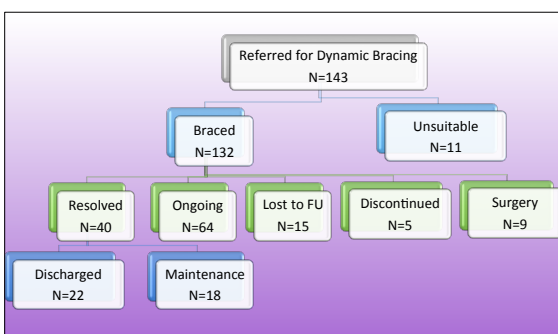 Referred for Dynamic Bracing
N=143
Braced
N=132
Unsuitable
N=11
Resolved
N=40
Ongoing
N=64
Lost to FU
N=15
Discontinued
N=5
Surgery
N=9
Discharged
N=22
Maintenance
N=18